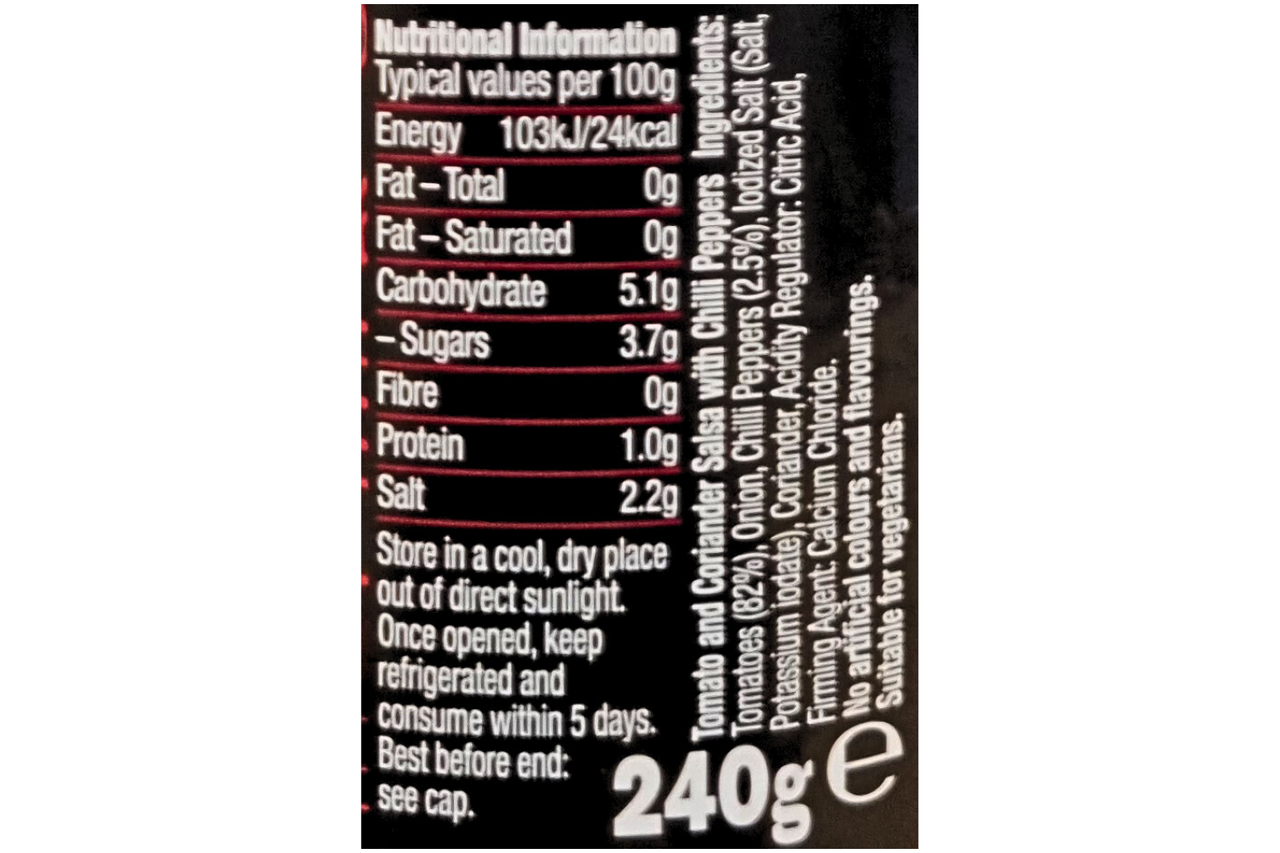 Nutritional Information
Typical values per 100g
Energy 103kJ/24kcal
Fat – Total 0g
Fat – Saturated 0g
Carbohydrate 5.1g
– Sugars 3.7g
Fibre 0g
Protein 1.0g
Salt 2.2g
Store in a cool, dry place
out of direct sunlight.
Once opened, keep
refrigerated and
consume within 5 days.
Best before end:
see cap.
Tomato and Coriander Salsa with Chilli Peppers Ingredients:
Tomatoes (82%), Onion, Chilli Peppers (2.5%), Iodized Salt (Salt,
Potassium iodate), Coriander, Acidity Regulator: Citric Acid,
Firming Agent: Calcium Chloride.
No artificial colours and flavourings.
Suitable for vegetarians.
240g e